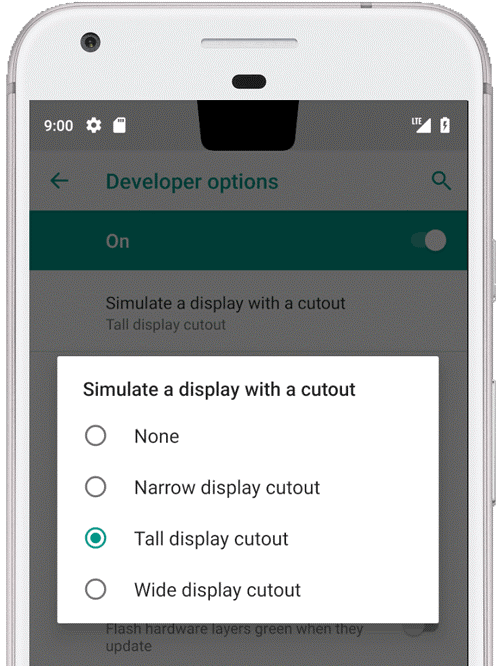 9:00 LTE
Developer options
On
Simulate a display with a cutout
Tall display cutout
Simulate a display with a cutout
None
Narrow display cutout
Tall display cutout
Wide display cutout
Flash hardware layers green when they
update